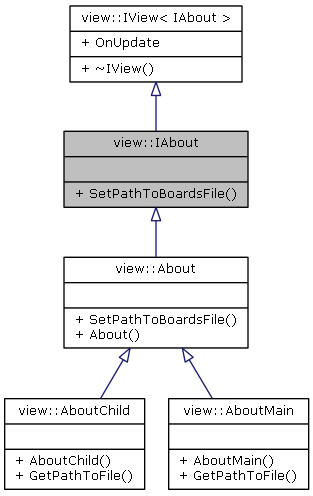 view::IView< IAbout >
+ OnUpdate
+ ~IView()
view::IAbout
+ SetPathToBoardsFile()
view::About
+ SetPathToBoardsFile()
+ About()
view::AboutChild
+ AboutChild()
+ GetPathToFile()
view::AboutMain
+ AboutMain()
+ GetPathToFile()